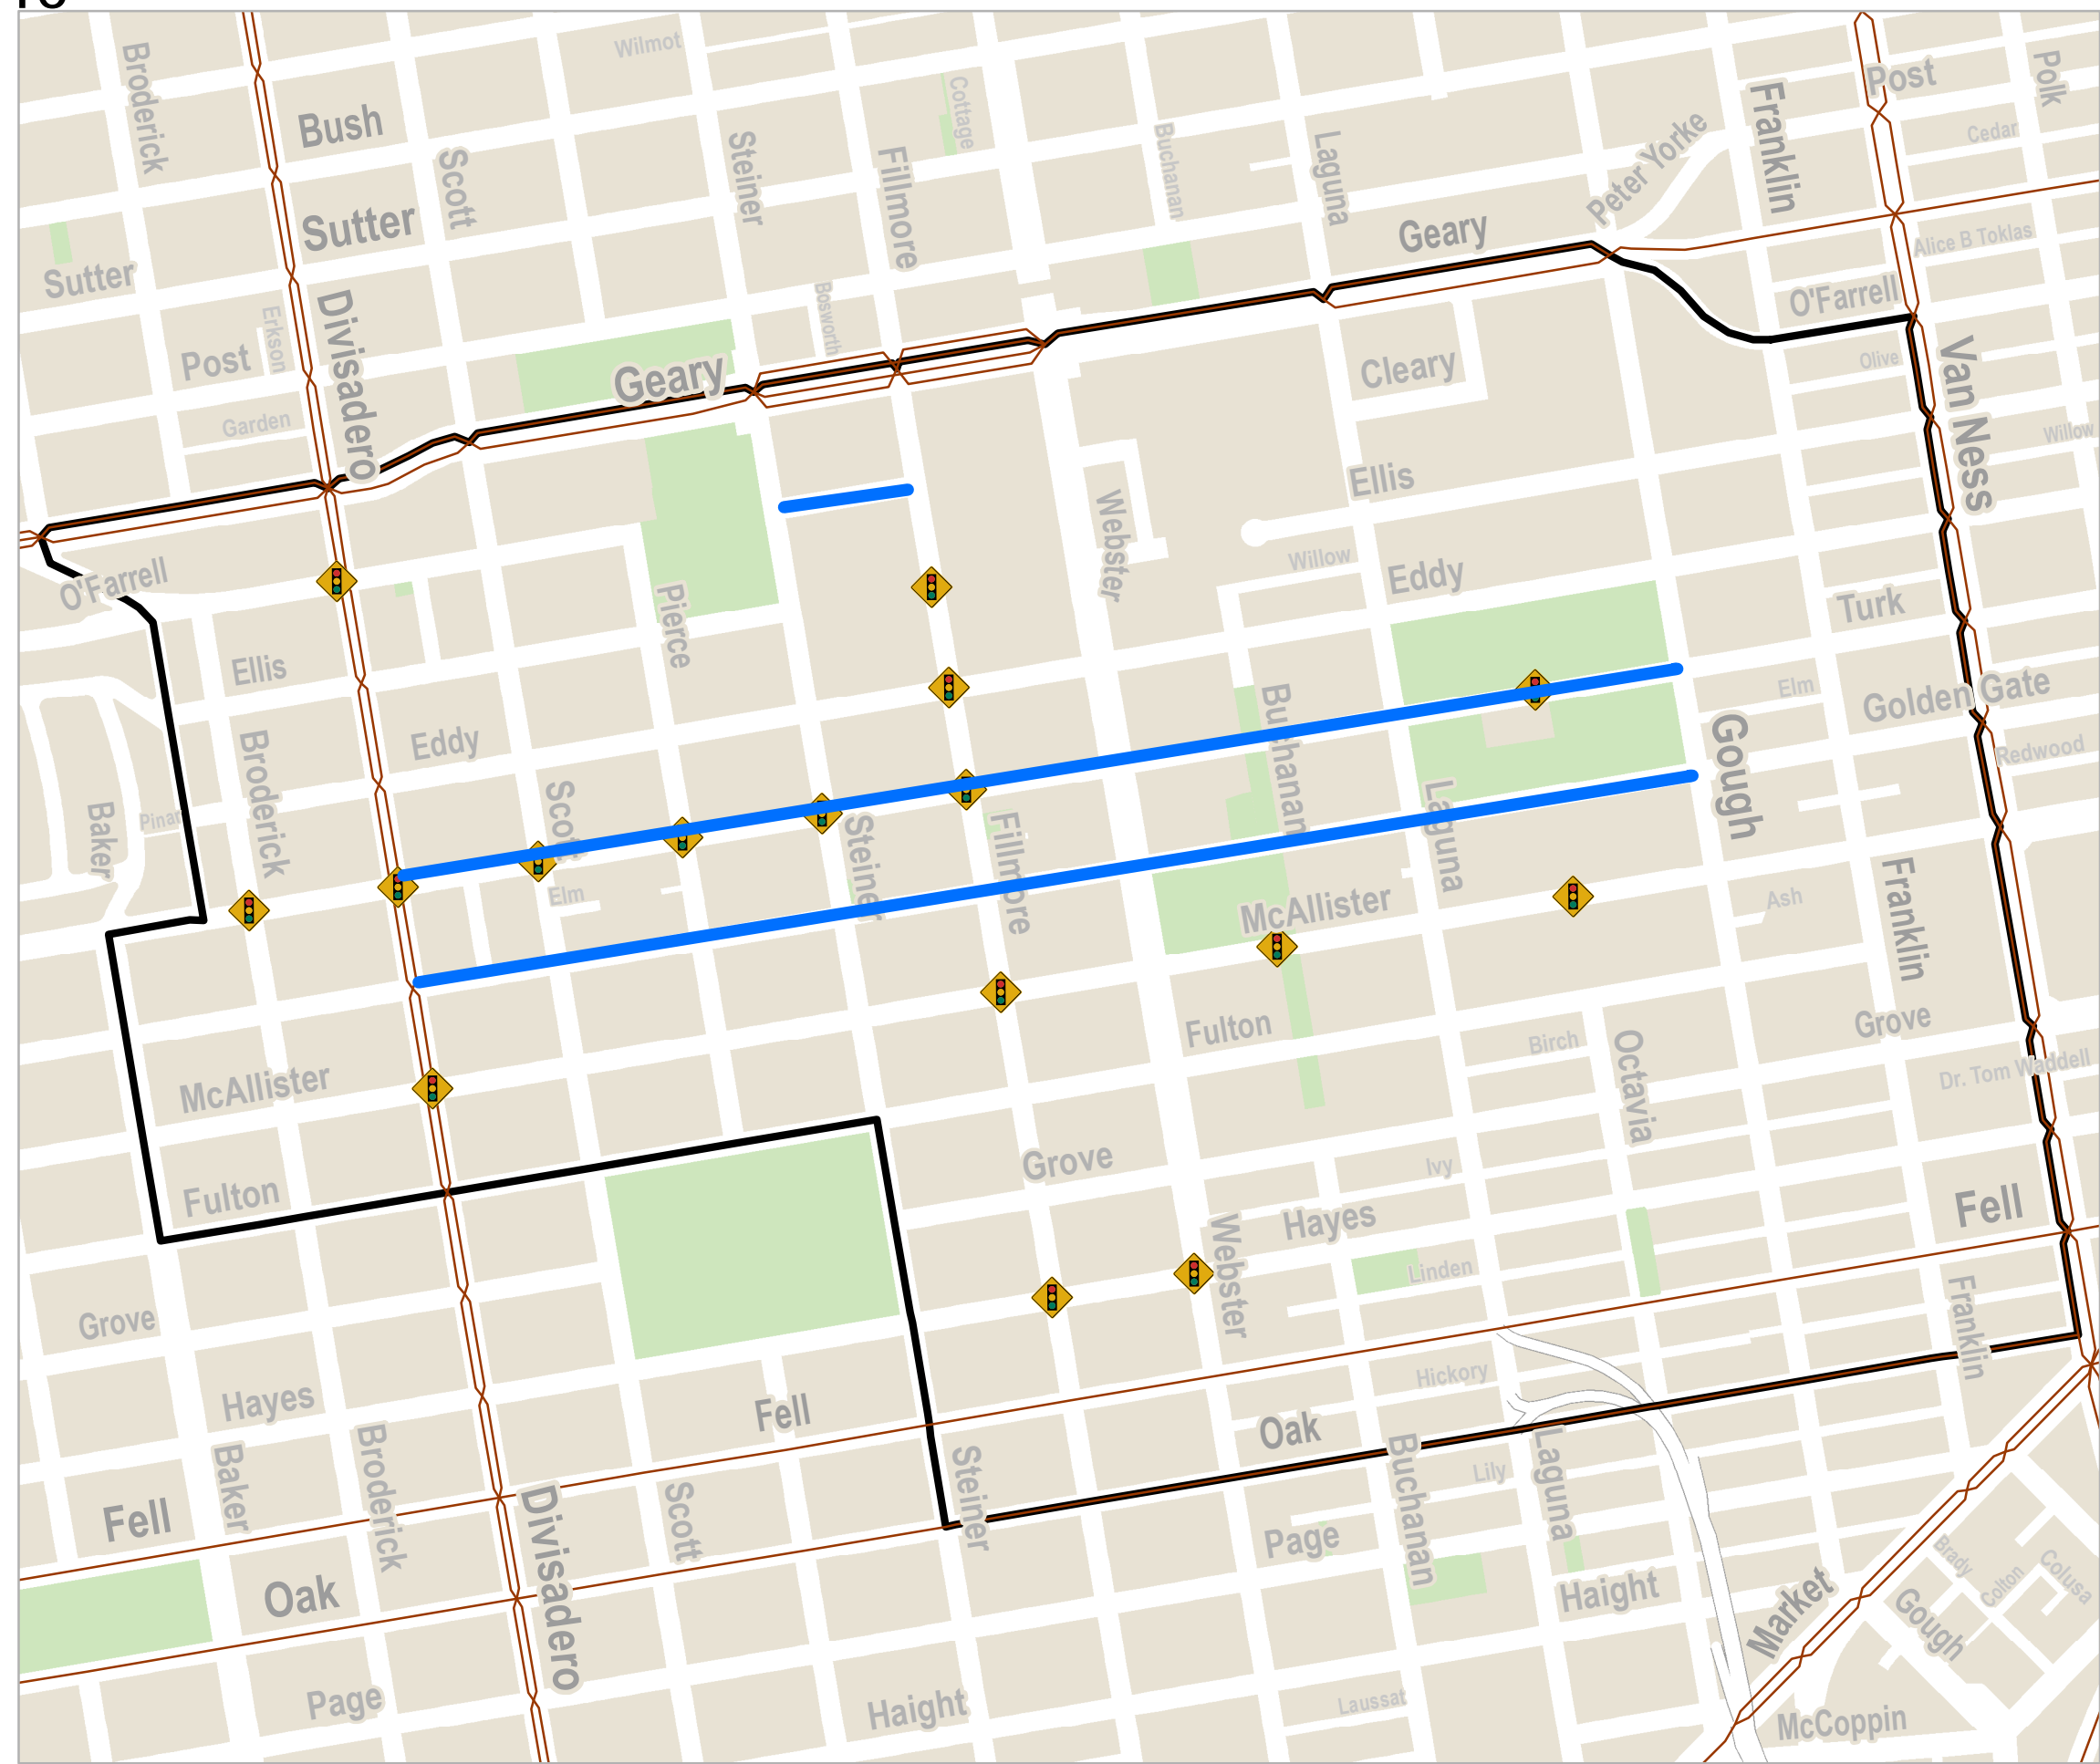 Wilmot
Broderick
Cottage
Post
Polk
Bush
Steiner
Fillmore
Buchanan
Laguna
Peter Yorke
Franklin
Cedar
Scott
Sutter
Geary
Alice B Toklas
Sutter
O'Farrell
Bosworth
Erkson
Divisadero
Post
Geary
Cleary
Olive
Van Ness
Garden
Willow
Ellis
Webster
O'Farrell
Willow
Eddy
Turk
Pierce
Ellis
Elm
Golden Gate
Buchanan
Eddy
Broderick
Redwood
Gough
Baker
Pinar
Scott
Steiner
Fillmore
Laguna
Elm
McAllister
Ash
Franklin
Fulton
Grove
Birch
Octavia
Dr. Tom Waddell
McAllister
Grove
Ivy
Fulton
Hayes
Fell
Webster
Linden
Grove
Franklin
Hayes
Fell
Hickory
Oak
Baker
Broderick
Steiner
Buchanan
Laguna
Lily
Fell
Divisadero
Scott
Page
Oak
Haight
Market
Brady
Colton
Colusa
Gough
Page
Haight
Laussat
McCoppin